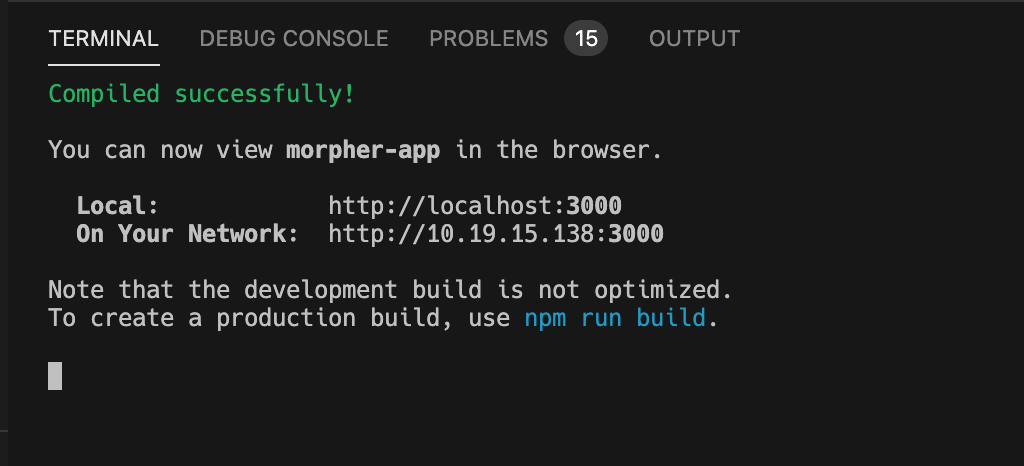 TERMINAL DEBUG CONSOLE PROBLEMS 15 OUTPUT
Compiled successfully!
You can now view morpher-app in the browser.
Local: http://localhost:3000
On Your Network: http://10.19.15.138:3000
Note that the development build is not optimized.
To create a production build, use npm run build.